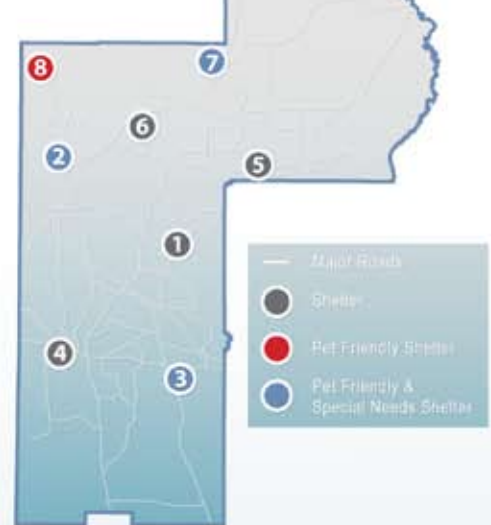 8
7
6
2
5
1
4
3
Major Roads
Shelter
Pet Friendly Shelter
Pet Friendly &
Special Needs Shelter